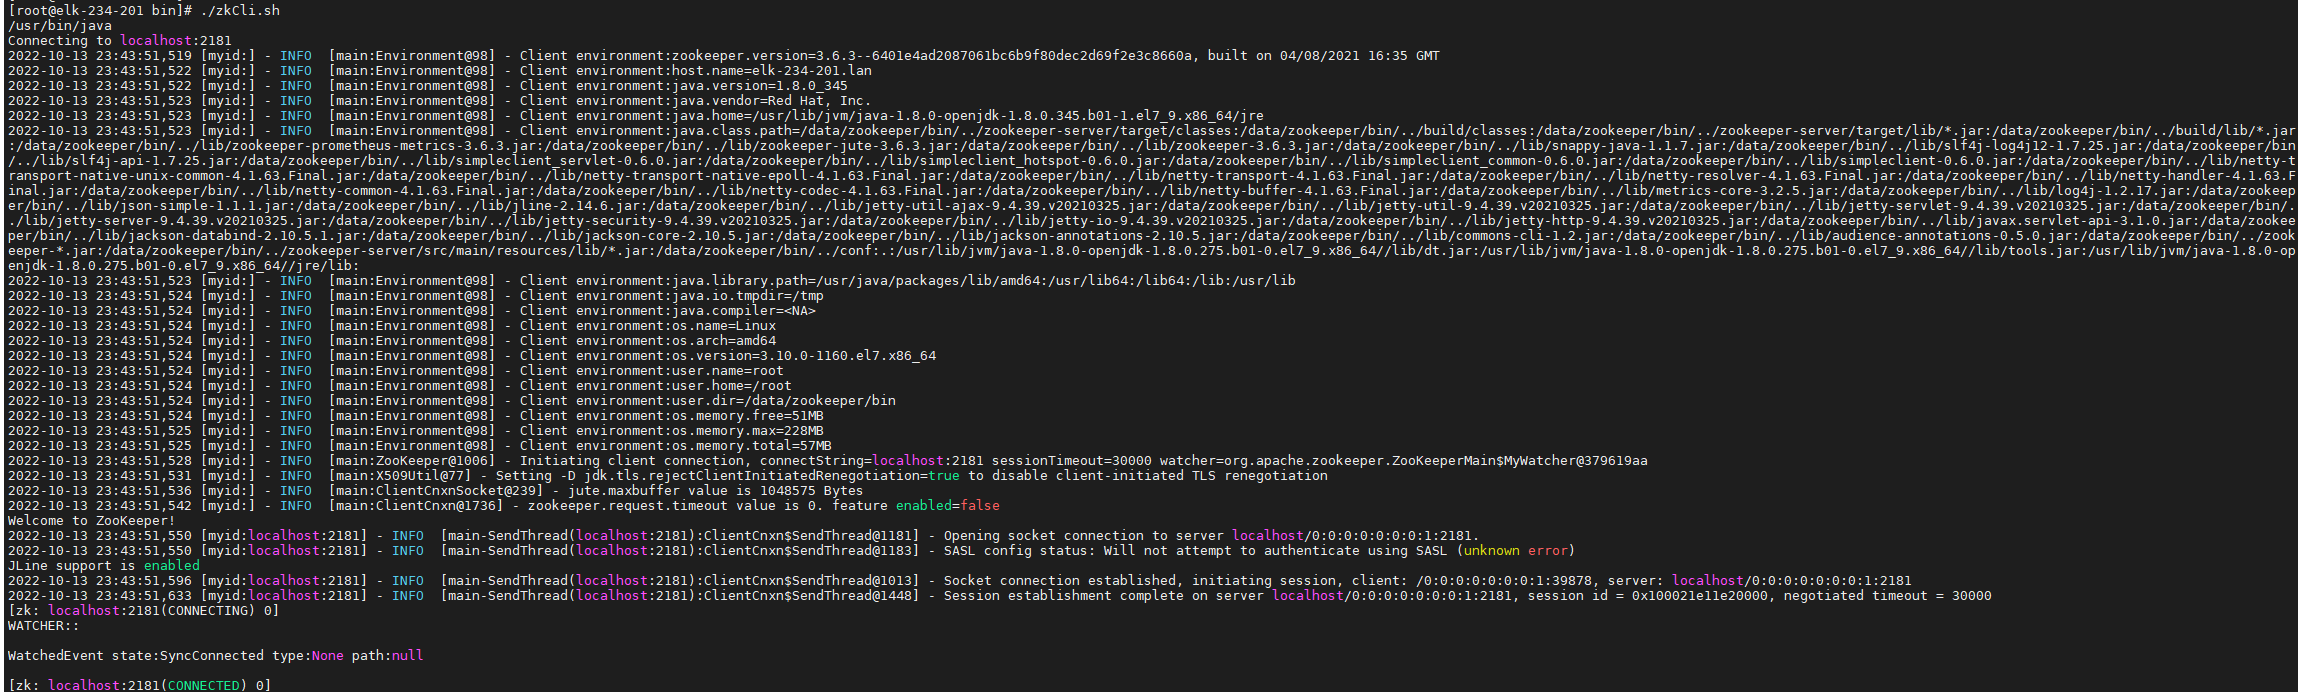 [root@elk-234-201 bin]# ./zkCli.sh
/usr/bin/java
Connecting to localhost:2181
2022-10-13 23:43:51,519 [myid:] - INFO  [main:Environment@98] - Client environment:zookeeper.version=3.6.3--6401e4ad2087061bc6b9f80dec2d69f2e3c8660a, built on 04/08/2021 16:35 GMT
2022-10-13 23:43:51,522 [myid:] - INFO  [main:Environment@98] - Client environment:host.name=elk-234-201.lan
2022-10-13 23:43:51,522 [myid:] - INFO  [main:Environment@98] - Client environment:java.version=1.8.0_345
2022-10-13 23:43:51,523 [myid:] - INFO  [main:Environment@98] - Client environment:java.vendor=Red Hat, Inc.
2022-10-13 23:43:51,523 [myid:] - INFO  [main:Environment@98] - Client environment:java.home=/usr/lib/jvm/java-1.8.0-openjdk-1.8.0.345.b01-1.el7_9.x86_64/jre
2022-10-13 23:43:51,523 [myid:] - INFO  [main:Environment@98] - Client environment:java.class.path=/data/zookeeper/bin/../zookeeper-server/target/classes:/data/zookeeper/bin/../build/classes:/data/zookeeper/bin/../zookeeper-server/target/lib/*.jar:/data/zookeeper/bin/../build/lib/*.jar
:/data/zookeeper/bin/../lib/zookeeper-prometheus-metrics-3.6.3.jar:/data/zookeeper/bin/../lib/zookeeper-jute-3.6.3.jar:/data/zookeeper/bin/../lib/zookeeper-3.6.3.jar:/data/zookeeper/bin/../lib/snappy-java-1.1.7.jar:/data/zookeeper/bin/../lib/slf4j-log4j12-1.7.25.jar:/data/zookeeper/bin
/../lib/slf4j-api-1.7.25.jar:/data/zookeeper/bin/../lib/simpleclient_servlet-0.6.0.jar:/data/zookeeper/bin/../lib/simpleclient_hotspot-0.6.0.jar:/data/zookeeper/bin/../lib/simpleclient_common-0.6.0.jar:/data/zookeeper/bin/../lib/simpleclient-0.6.0.jar:/data/zookeeper/bin/../lib/netty-t
ransport-native-unix-common-4.1.63.Final.jar:/data/zookeeper/bin/../lib/netty-transport-native-epoll-4.1.63.Final.jar:/data/zookeeper/bin/../lib/netty-transport-4.1.63.Final.jar:/data/zookeeper/bin/../lib/netty-resolver-4.1.63.Final.jar:/data/zookeeper/bin/../lib/netty-handler-4.1.63.F
inal.jar:/data/zookeeper/bin/../lib/netty-common-4.1.63.Final.jar:/data/zookeeper/bin/../lib/netty-codec-4.1.63.Final.jar:/data/zookeeper/bin/../lib/netty-buffer-4.1.63.Final.jar:/data/zookeeper/bin/../lib/metrics-core-3.2.5.jar:/data/zookeeper/bin/../lib/log4j-1.2.17.jar:/data/zookeep
er/bin/../lib/json-simple-1.1.1.jar:/data/zookeeper/bin/../lib/jline-2.14.6.jar:/data/zookeeper/bin/../lib/jetty-util-ajax-9.4.39.v20210325.jar:/data/zookeeper/bin/../lib/jetty-util-9.4.39.v20210325.jar:/data/zookeeper/bin/../lib/jetty-servlet-9.4.39.v20210325.jar:/data/zookeeper/bin/.
./lib/jetty-server-9.4.39.v20210325.jar:/data/zookeeper/bin/../lib/jetty-security-9.4.39.v20210325.jar:/data/zookeeper/bin/../lib/jetty-io-9.4.39.v20210325.jar:/data/zookeeper/bin/../lib/jetty-http-9.4.39.v20210325.jar:/data/zookeeper/bin/../lib/javax.servlet-api-3.1.0.jar:/data/zookee
per/bin/../lib/jackson-databind-2.10.5.1.jar:/data/zookeeper/bin/../lib/jackson-core-2.10.5.jar:/data/zookeeper/bin/../lib/jackson-annotations-2.10.5.jar:/data/zookeeper/bin/../lib/commons-cli-1.2.jar:/data/zookeeper/bin/../lib/audience-annotations-0.5.0.jar:/data/zookeeper/bin/../zook
eeper-*.jar:/data/zookeeper/bin/../zookeeper-server/src/main/resources/lib/*.jar:/data/zookeeper/bin/../conf:.:/usr/lib/jvm/java-1.8.0-openjdk-1.8.0.275.b01-0.el7_9.x86_64//lib/dt.jar:/usr/lib/jvm/java-1.8.0-openjdk-1.8.0.275.b01-0.el7_9.x86_64//lib/tools.jar:/usr/lib/jvm/java-1.8.0-op
enjdk-1.8.0.275.b01-0.el7_9.x86_64//jre/lib:
2022-10-13 23:43:51,523 [myid:] - INFO  [main:Environment@98] - Client environment:java.library.path=/usr/java/packages/lib/amd64:/usr/lib64:/lib64:/lib:/usr/lib
2022-10-13 23:43:51,524 [myid:] - INFO  [main:Environment@98] - Client environment:java.io.tmpdir=/tmp
2022-10-13 23:43:51,524 [myid:] - INFO  [main:Environment@98] - Client environment:java.compiler=<NA>
2022-10-13 23:43:51,524 [myid:] - INFO  [main:Environment@98] - Client environment:os.name=Linux
2022-10-13 23:43:51,524 [myid:] - INFO  [main:Environment@98] - Client environment:os.arch=amd64
2022-10-13 23:43:51,524 [myid:] - INFO  [main:Environment@98] - Client environment:os.version=3.10.0-1160.el7.x86_64
2022-10-13 23:43:51,524 [myid:] - INFO  [main:Environment@98] - Client environment:user.name=root
2022-10-13 23:43:51,524 [myid:] - INFO  [main:Environment@98] - Client environment:user.home=/root
2022-10-13 23:43:51,524 [myid:] - INFO  [main:Environment@98] - Client environment:user.dir=/data/zookeeper/bin
2022-10-13 23:43:51,524 [myid:] - INFO  [main:Environment@98] - Client environment:os.memory.free=51MB
2022-10-13 23:43:51,525 [myid:] - INFO  [main:Environment@98] - Client environment:os.memory.max=228MB
2022-10-13 23:43:51,525 [myid:] - INFO  [main:Environment@98] - Client environment:os.memory.total=57MB
2022-10-13 23:43:51,528 [myid:] - INFO  [main:ZooKeeper@1006] - Initiating client connection, connectString=localhost:2181 sessionTimeout=30000 watcher=org.apache.zookeeper.ZooKeeperMain$MyWatcher@379619aa
2022-10-13 23:43:51,531 [myid:] - INFO  [main:X509Util@77] - Setting -D jdk.tls.rejectClientInitiatedRenegotiation=true to disable client-initiated TLS renegotiation
2022-10-13 23:43:51,536 [myid:] - INFO  [main:ClientCnxnSocket@239] - jute.maxbuffer value is 1048575 Bytes
2022-10-13 23:43:51,542 [myid:] - INFO  [main:ClientCnxn@1736] - zookeeper.request.timeout value is 0. feature enabled=false
Welcome to ZooKeeper!
2022-10-13 23:43:51,550 [myid:localhost:2181] - INFO  [main-SendThread(localhost:2181):ClientCnxn$SendThread@1181] - Opening socket connection to server localhost/0:0:0:0:0:0:0:1:2181.
2022-10-13 23:43:51,550 [myid:localhost:2181] - INFO  [main-SendThread(localhost:2181):ClientCnxn$SendThread@1183] - SASL config status: Will not attempt to authenticate using SASL (unknown error)
JLine support is enabled
2022-10-13 23:43:51,596 [myid:localhost:2181] - INFO  [main-SendThread(localhost:2181):ClientCnxn$SendThread@1013] - Socket connection established, initiating session, client: /0:0:0:0:0:0:0:1:39878, server: localhost/0:0:0:0:0:0:0:1:2181
2022-10-13 23:43:51,633 [myid:localhost:2181] - INFO  [main-SendThread(localhost:2181):ClientCnxn$SendThread@1448] - Session establishment complete on server localhost/0:0:0:0:0:0:0:1:2181, session id = 0x100021e11e20000, negotiated timeout = 30000
[zk: localhost:2181(CONNECTING) 0]
WATCHER::
WatchedEvent state:SyncConnected type:None path:null
[zk: localhost:2181(CONNECTED) 0]